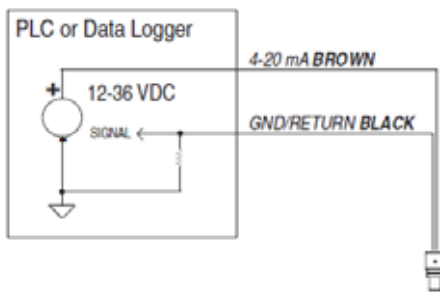 PLC or Data Logger
4-20 mA BROWN
+
12-36 VDC
SIGNAL
GND/RETURN BLACK